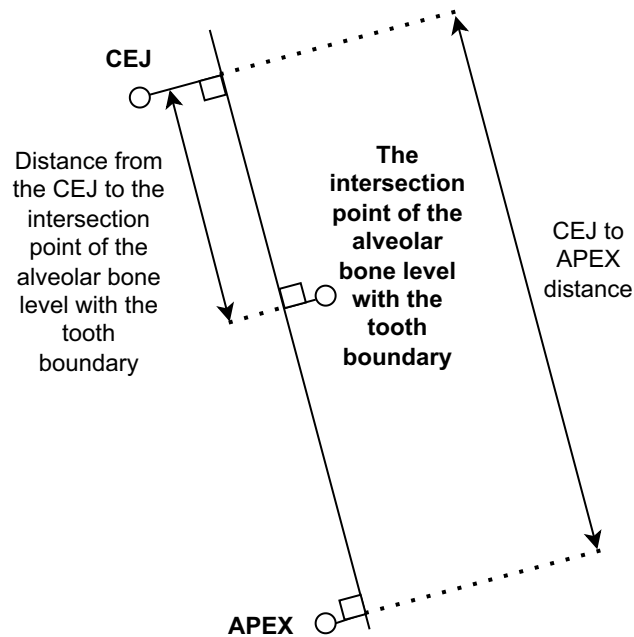 CEJ
Distance from
the CEJ to the
intersection
point of the
alveolar bone
level with the
tooth
boundary
The
intersection
point of the
alveolar
bone level
with the
tooth
boundary
CEJ to
APEX
distance
APEX